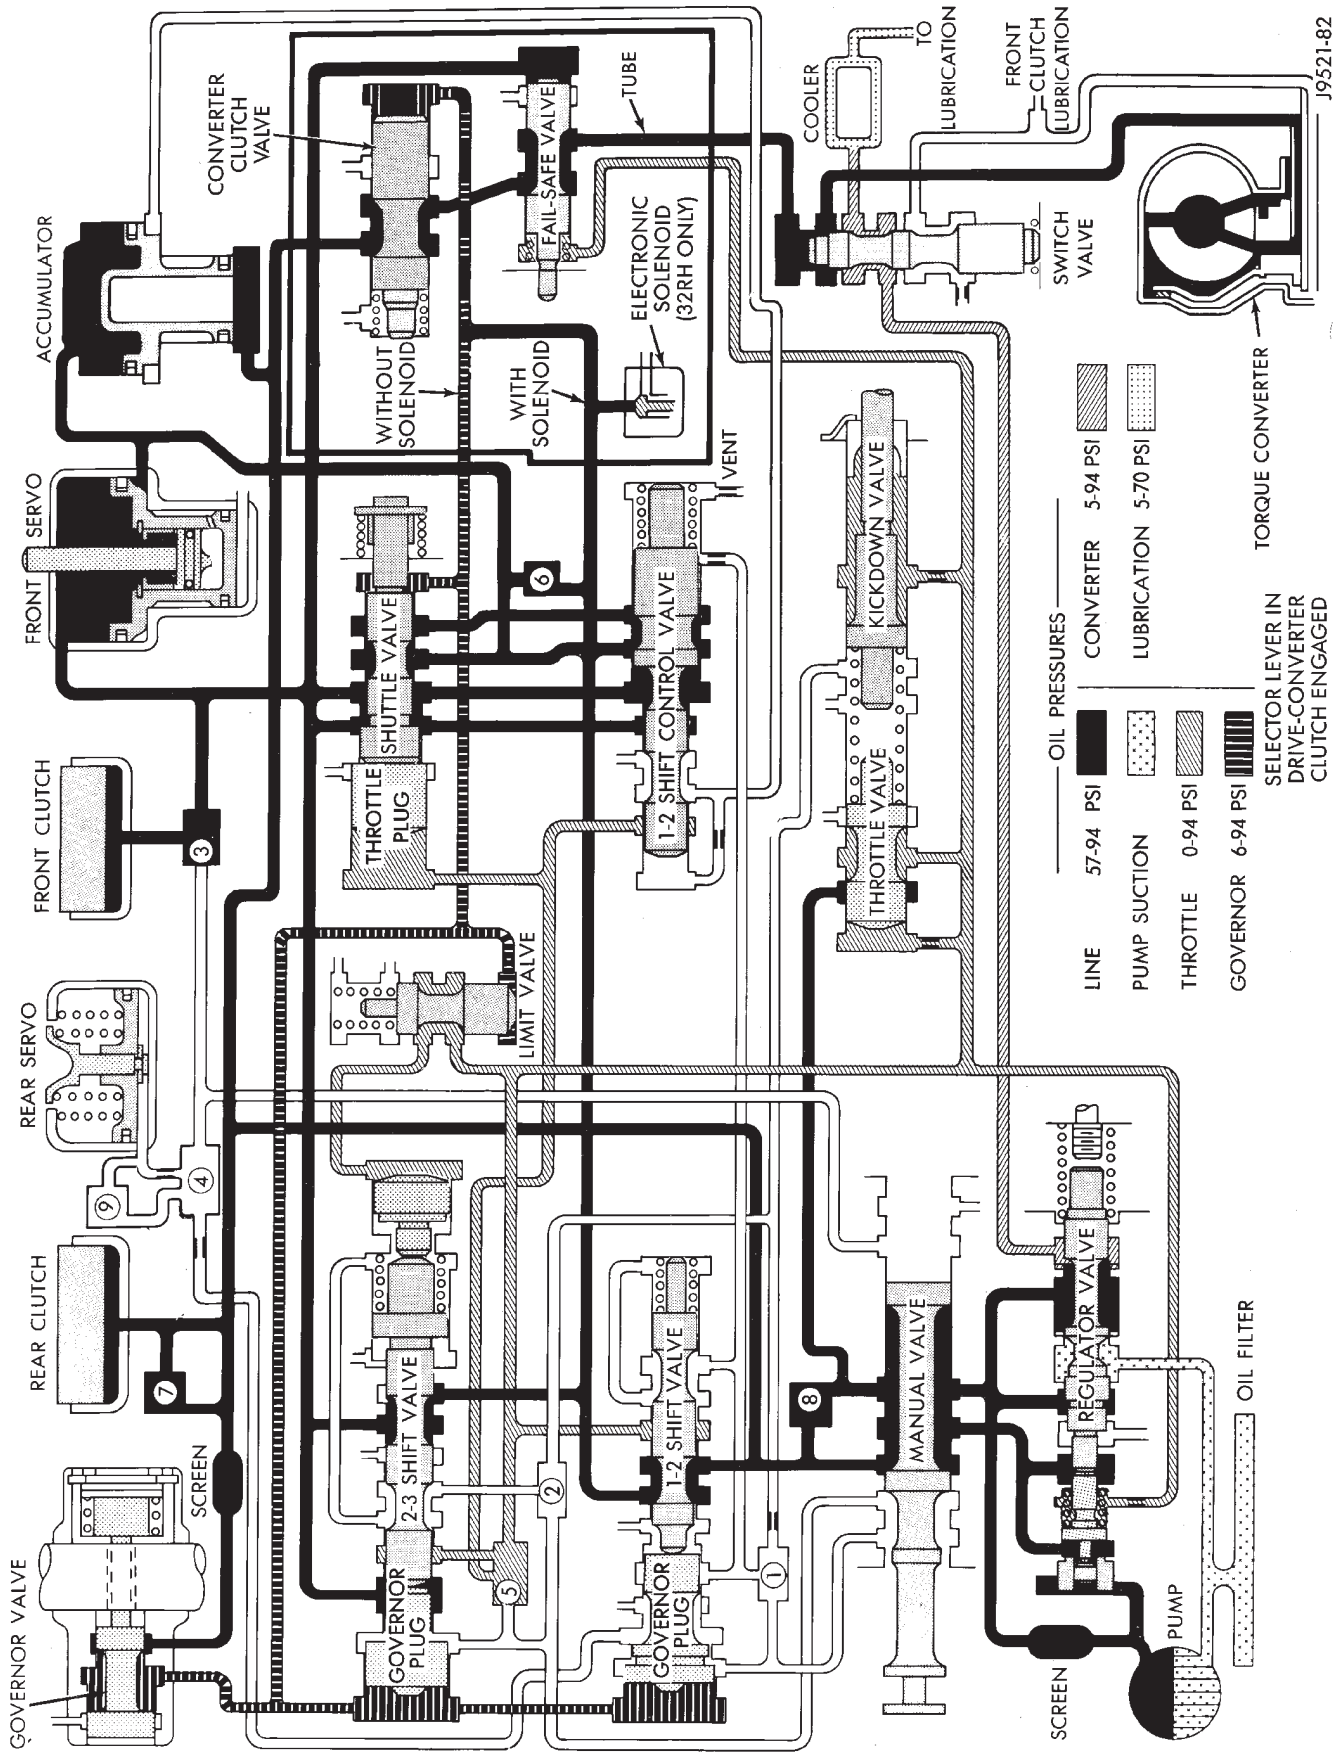 GOVERNOR VALVE
SCREEN
REAR CLUTCH
7
9
4
REAR SERVO
FRONT CLUTCH
3
FRONT SERVO
ACCUMULATOR
CONVERTER
CLUTCH
VALVE
GOVERNOR
PLUG
2-3 SHIFT VALVE
5
2
LIMIT VALVE
THROTTLE
PLUG
SHUTTLE VALVE
6
WITHOUT
SOLENOID
WITH
SOLENOID
FAIL-SAFE VALVE
TUBE
ELECTRONIC
SOLENOID
(32RH ONLY)
GOVERNOR
PLUG
1-2 SHIFT VALVE
1
1-2 SHIFT CONTROL VALVE
VENT
8
MANUAL VALVE
THROTTLE VALVE
KICKDOWN VALVE
COOLER
TO
LUBRICATION
FRONT
CLUTCH
LUBRICATION
SWITCH
VALVE
SCREEN
PUMP
REGULATOR VALVE
OIL FILTER
OIL PRESSURES
LINE 57-94 PSI
PUMP SUCTION
THROTTLE 0-94 PSI
GOVERNOR 6-94 PSI
CONVERTER 5-94 PSI
LUBRICATION 5-70 PSI
SELECTOR LEVER IN
DRIVE-CONVERTER
CLUTCH ENGAGED
TORQUE CONVERTER
J9521-82